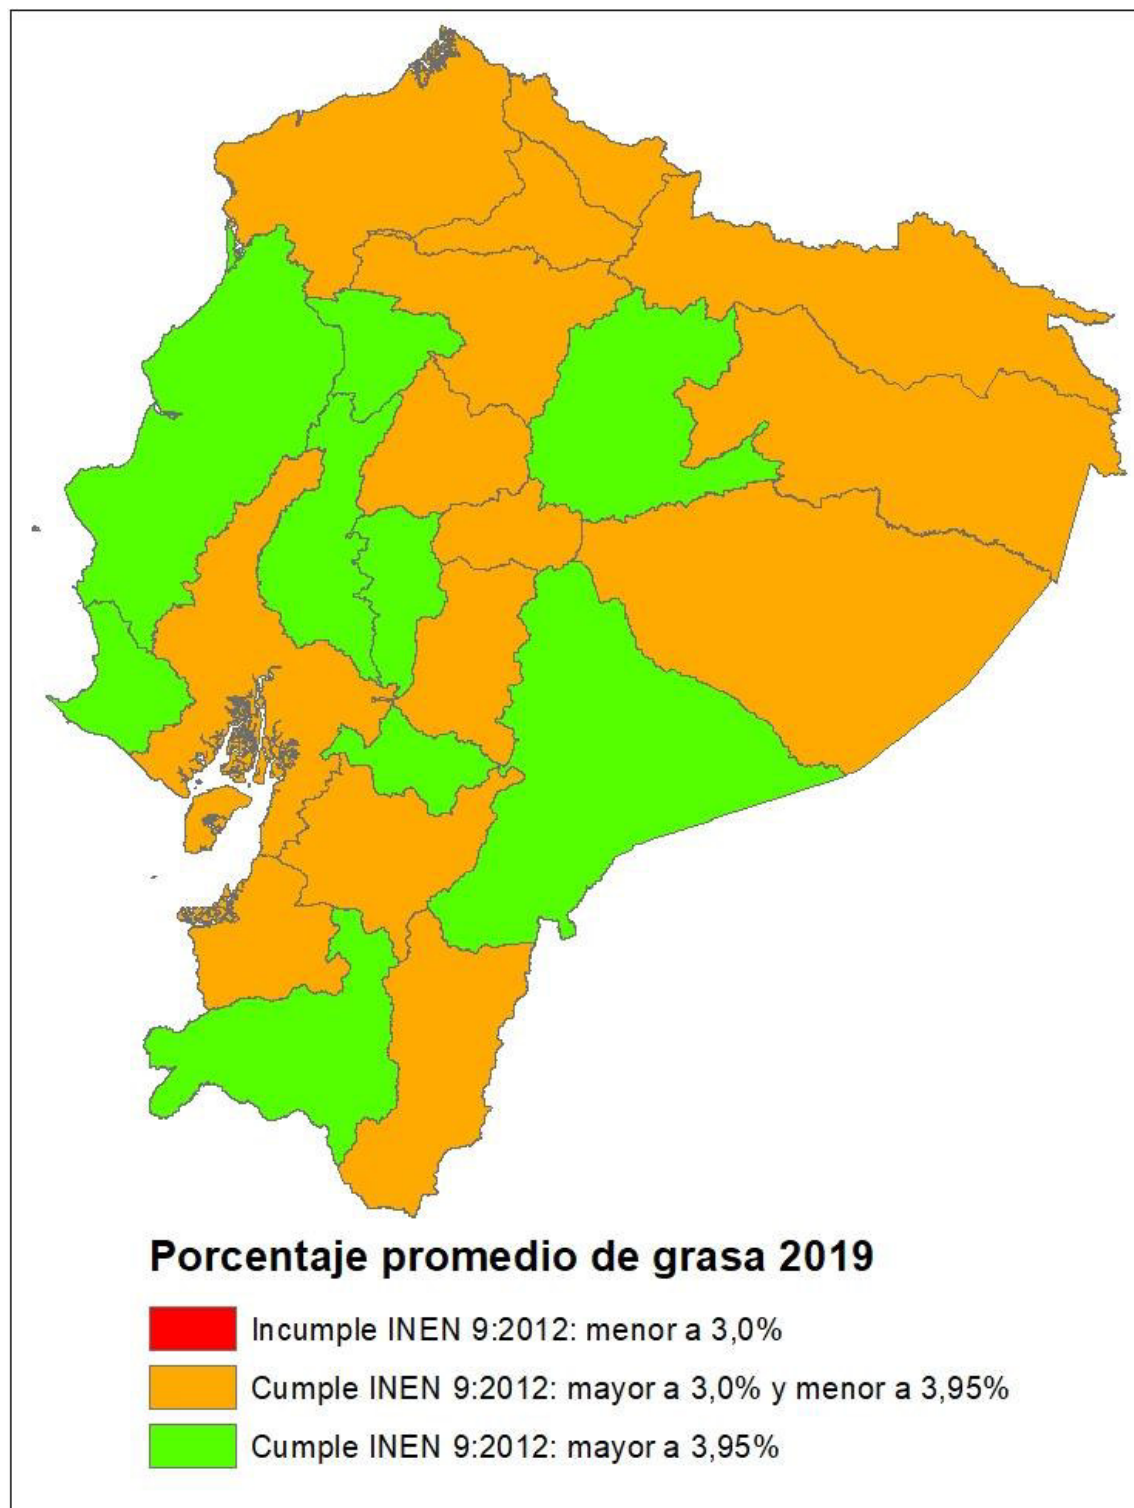 Porcentaje promedio de grasa 2019
Incumple INEN 9:2012: menor a 3,0%
Cumple INEN 9:2012: mayor a 3,0% y menor a 3,95%
Cumple INEN 9:2012: mayor a 3,95%